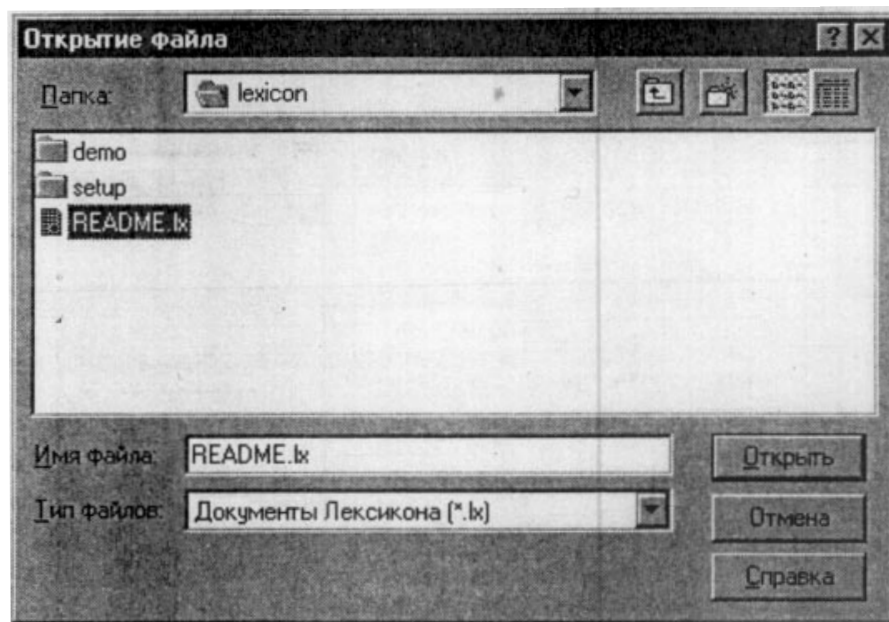 Открытие файла
Папка: lexicon
demo
setup
README.lx
Имя файла: README.lx
Открыть
Тип файлов: Документы Лексикона (*.lx)
Отмена
Справка